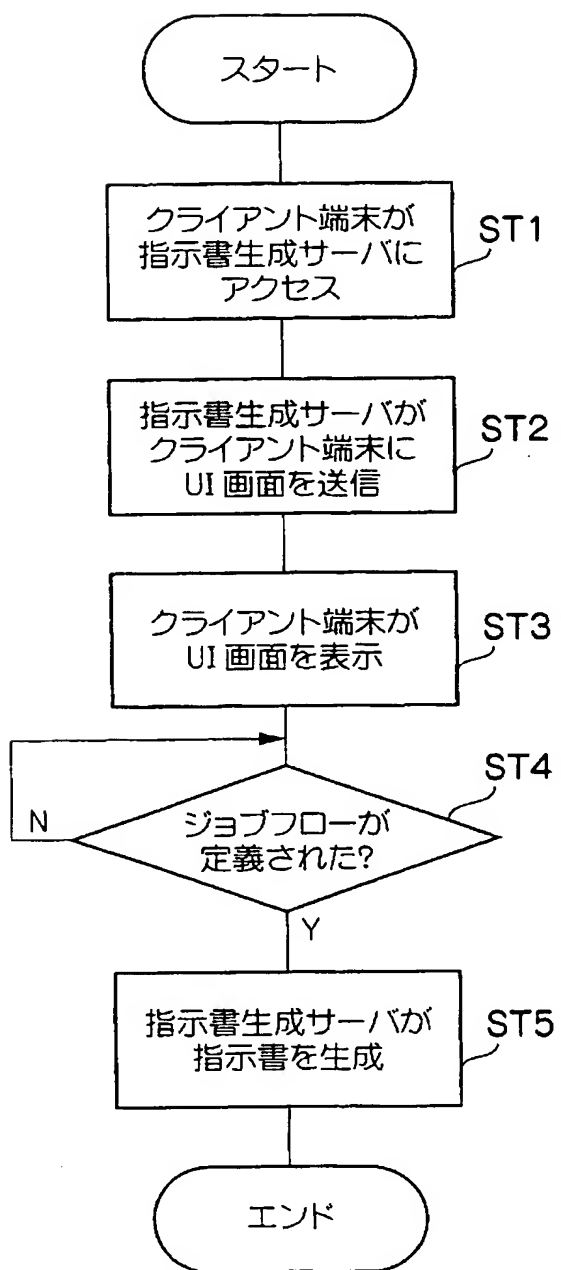 スタート
クライアント端末が
指示書生成サーバに
アクセス
ST1
指示書生成サーバが
クライアント端末に
UI 画面を送信
ST2
クライアント端末が
UI 画面を表示
ST3
ST4
N
ジョブフローが
定義された?
Y
指示書生成サーバが
指示書を生成
ST5
エンド